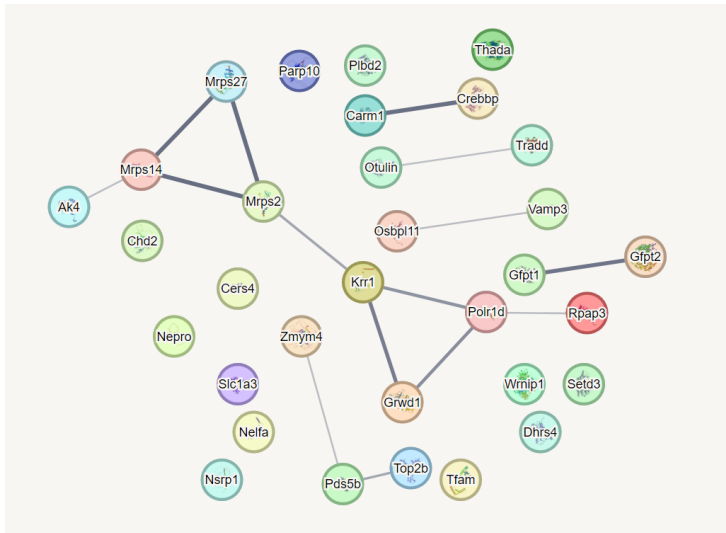 Thada
Mrps27
Parp10
Plbd2
Carm1
Crebbp
Tradd
Otulin
Mrps14
Ak4
Mrps2
Vamp3
Osbpl11
Chd2
Gfpt2
Gfpt1
Krr1
Cers4
Polr1d
Rpap3
Nepro
Zmym4
Slc1a3
Wrnip1
Setd3
Grwd1
Nelfa
Dhrs4
Top2b
Nsrp1
Pds5b
Tfam